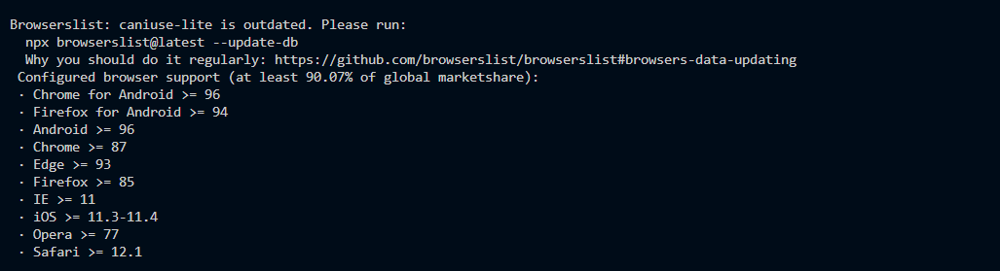 Browserslist: caniuse-lite is outdated. Please run:
npx browserslist@latest --update-db
Why you should do it regularly: https://github.com/browserslist/browserslist#browsers-data-updating
Configured browser support (at least 90.07% of global marketshare):
· Chrome for Android >= 96
· Firefox for Android >= 94
· Android >= 96
· Chrome >= 87
· Edge >= 93
· Firefox >= 85
· IE >= 11
· iOS >= 11.3-11.4
· Opera >= 77
· Safari >= 12.1